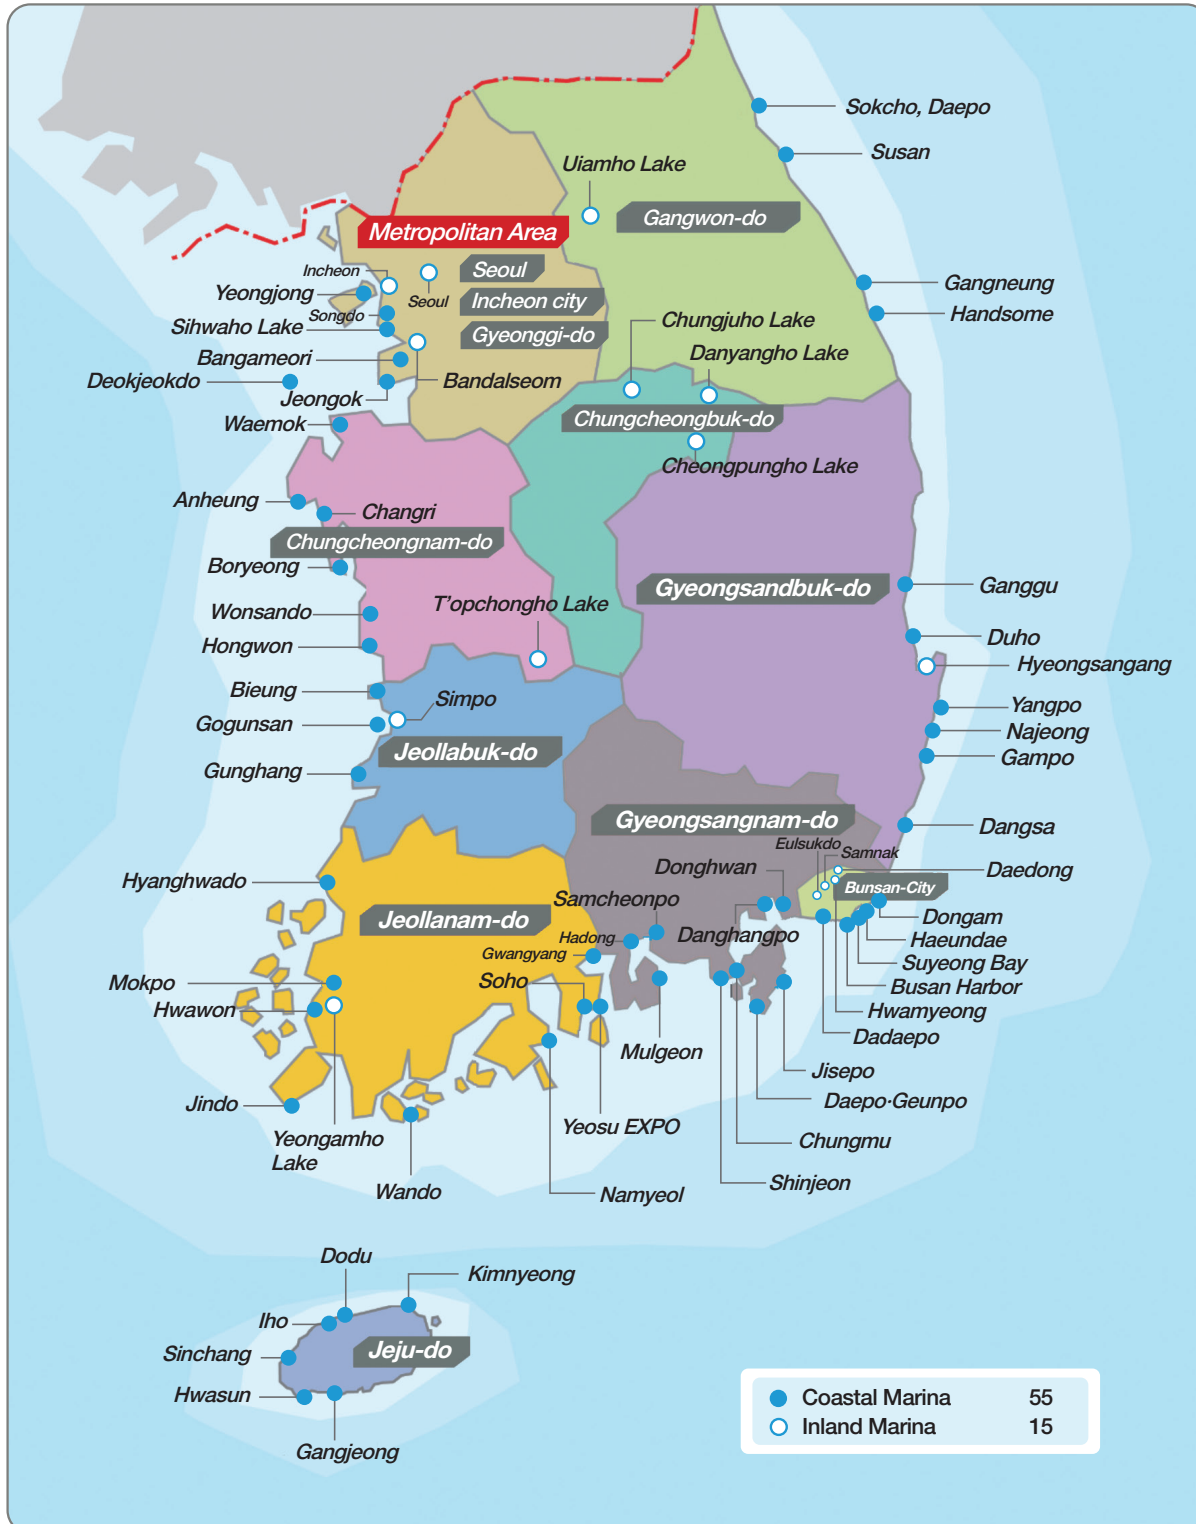 Sokcho, Daepo
Susan
Uiamho Lake
Gangwon-do
Metropolitan Area
Incheon
Seoul
Seoul
Yeongjong
Incheon city
Songdo
Gangneung
Sihwaho Lake
Gyeonggi-do
Chungjuho Lake
Handsome
Bangameori
Danyangho Lake
Deokjeokdo
Bandalseom
Jeongok
Waemok
Chungcheongbuk-do
Cheongpungho Lake
Anheung
Changri
Chungcheongnam-do
Boryeong
Gyeongsandbuk-do
Ganggu
Wonsando
T'opchongho Lake
Duho
Hongwon
Hyeongsangang
Bieung
Simpo
Yangpo
Gogunsan
Najeong
Jeollabuk-do
Gampo
Gunghang
Gyeongsangnam-do
Dangsa
Eulsukdo
Samnak
Donghwan
Daedong
Hyanghwado
Bunsan-City
Samcheonpo
Jeollanam-do
Dongam
Hadong
Danghangpo
Haeundae
Gwangyang
Suyeong Bay
Mokpo
Soho
Busan Harbor
Hwawon
Hwamyeong
Mulgeon
Dadaepo
Jisepo
Jindo
Daepo·Geunpo
Yeosu EXPO
Yeongamho
Lake
Chungmu
Wando
Namyeol
Shinjeon
Dodu
Kimnyeong
Iho
Sinchang
Jeju-do
Hwasun
Gangjeong
Coastal Marina 55
Inland Marina 15